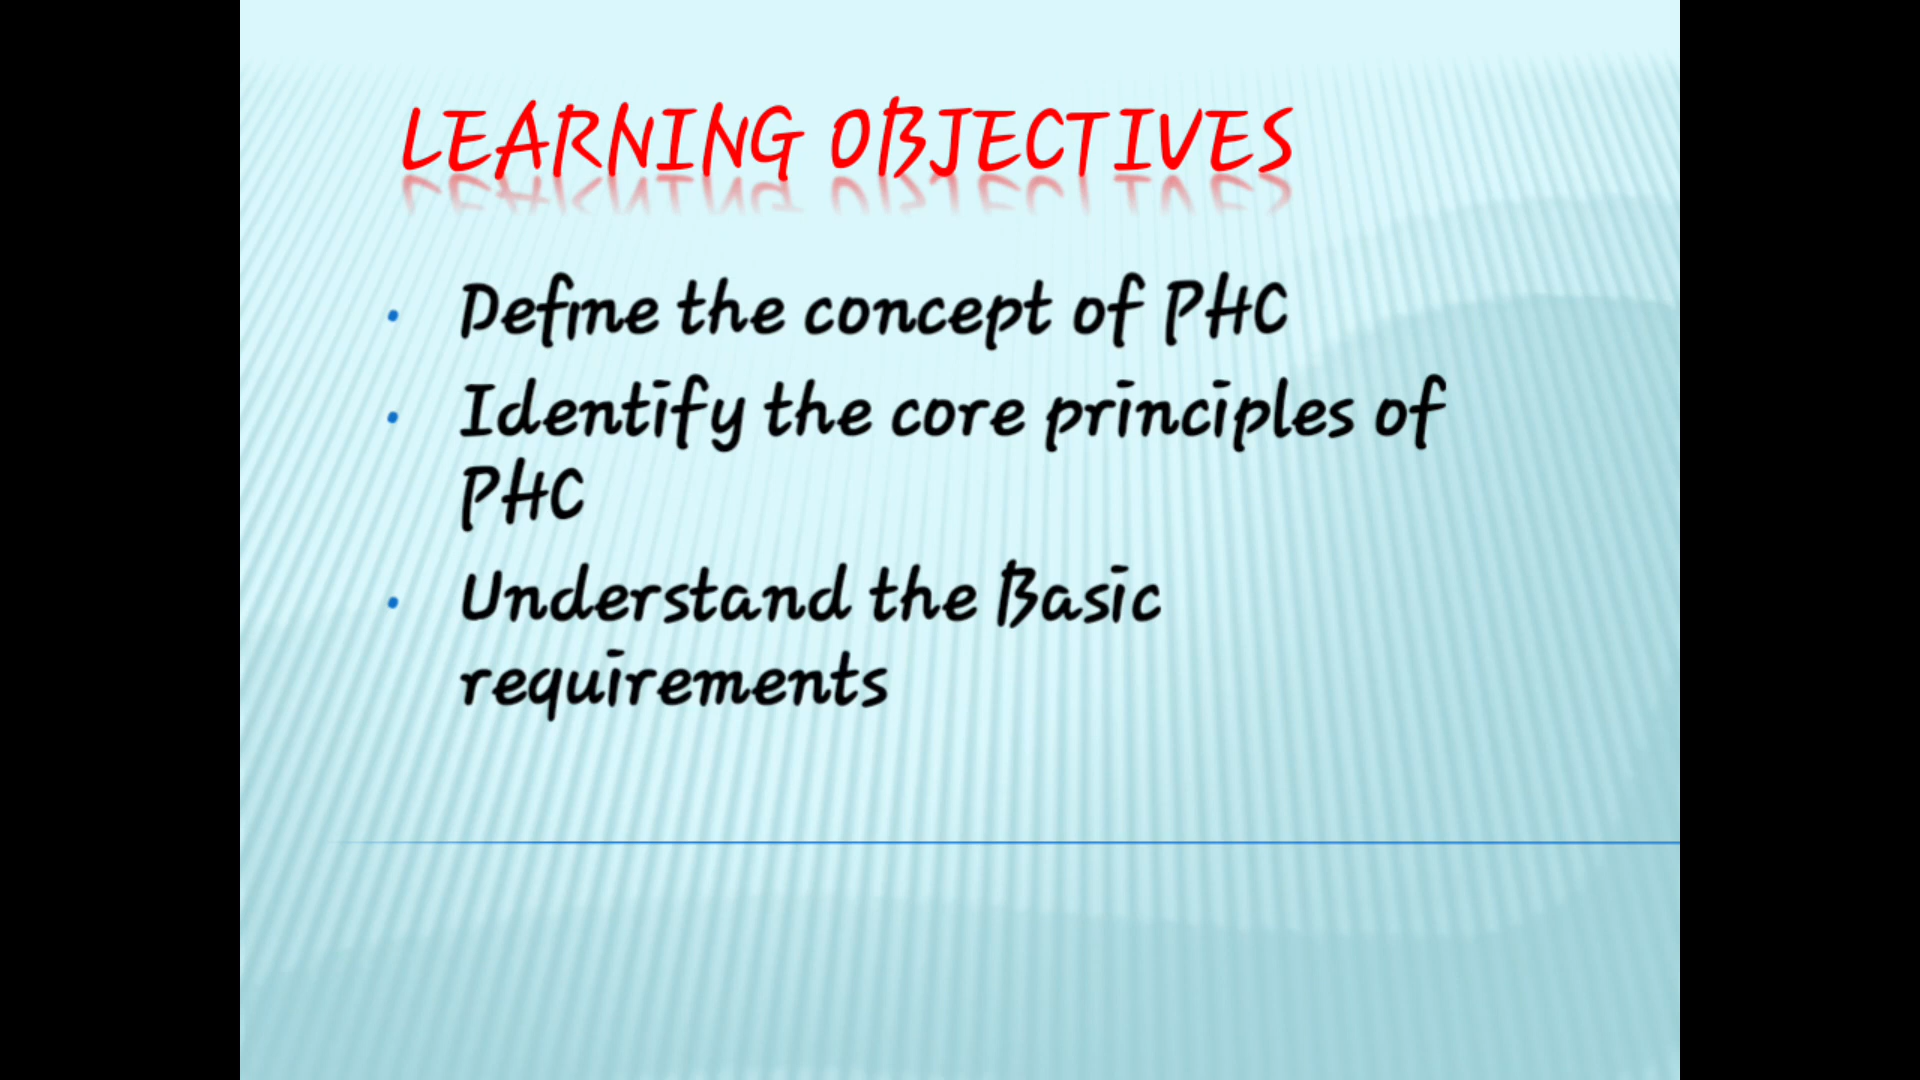 LEARNING OBJECTIVES
• Define the concept of PHC
• Identify the core principles of
PHC
• Understand the Basic
requirements